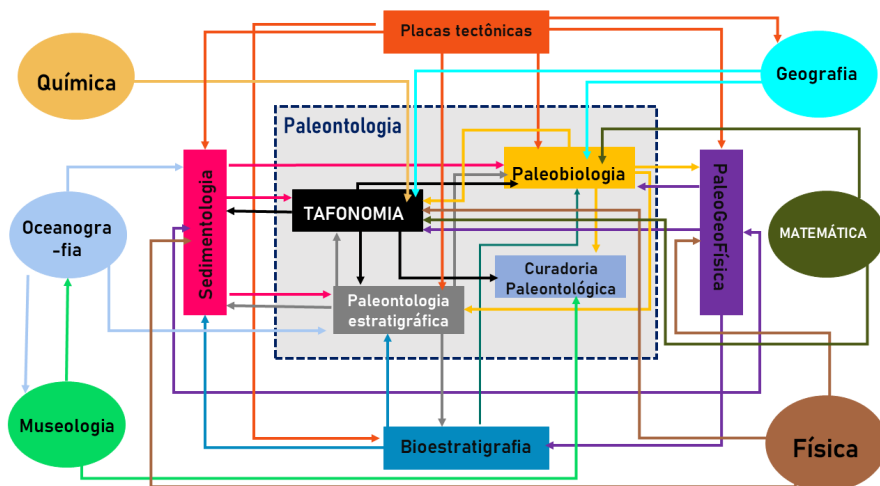 Placas tectônicas
Química
Geografia
Paleontologia
Paleobiologia
Sedimentologia
TAFONOMIA
PaleoGeoFísica
Oceanogra
-fia
MATEMÁTICA
Curadoria
Paleontológica
Paleontologia
estratigráfica
Museologia
Bioestratigrafia
Física